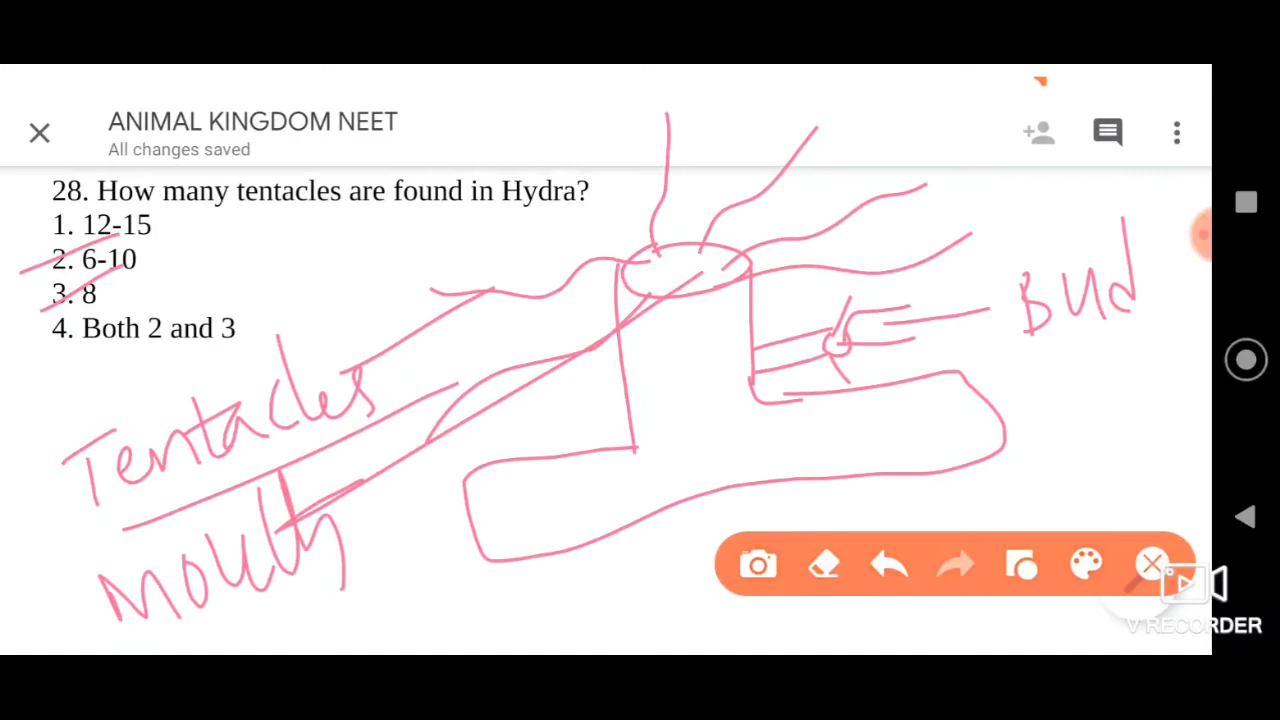 ANIMAL KINGDOM NEET
All changes saved
28. How many tentacles are found in Hydra?
1. 12-15
2. 6-10
3. 8
4. Both 2 and 3
Bud
Tentacles
V RECORDER